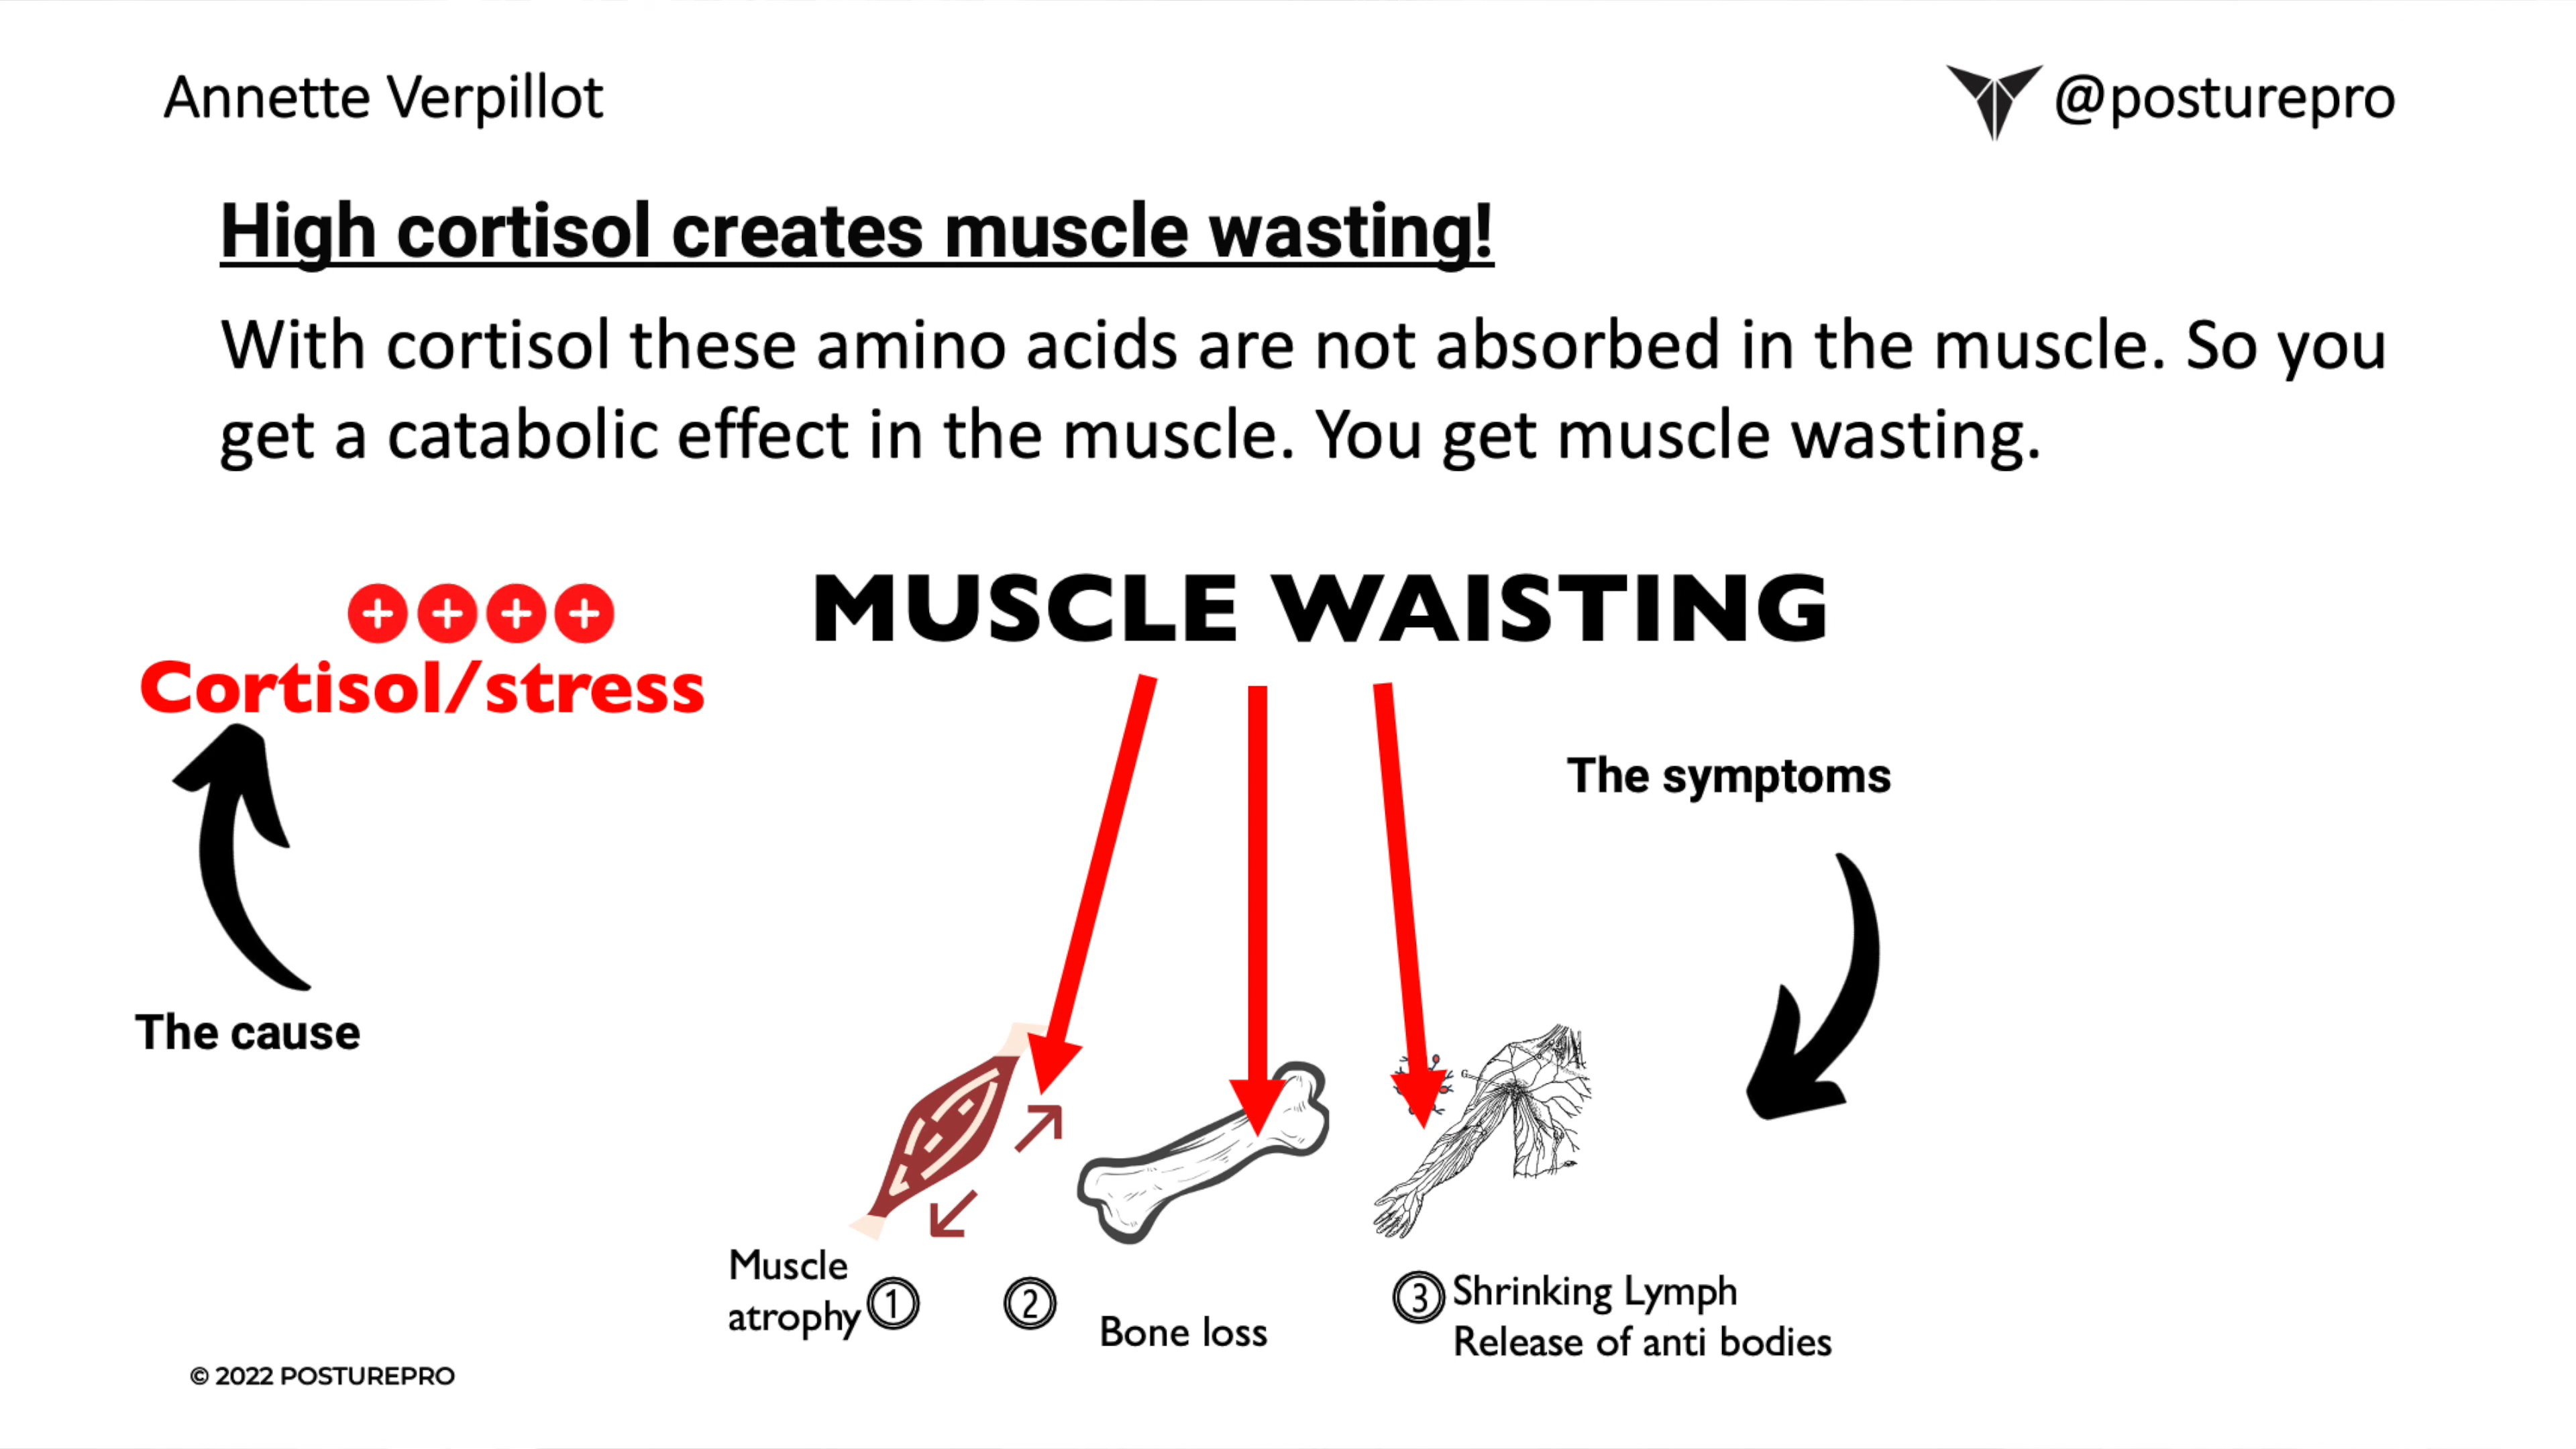 Annette Verpillot
@posturepro
High cortisol creates muscle wasting!
With cortisol these amino acids are not absorbed in the muscle. So you
get a catabolic effect in the muscle. You get muscle wasting.
MUSCLE WAISTING
Cortisol/stress
The symptoms
The cause
G
Muscle
atrophy
1
2
Bone loss
3
Shrinking Lymph
Release of anti bodies
© 2022 POSTUREPRO